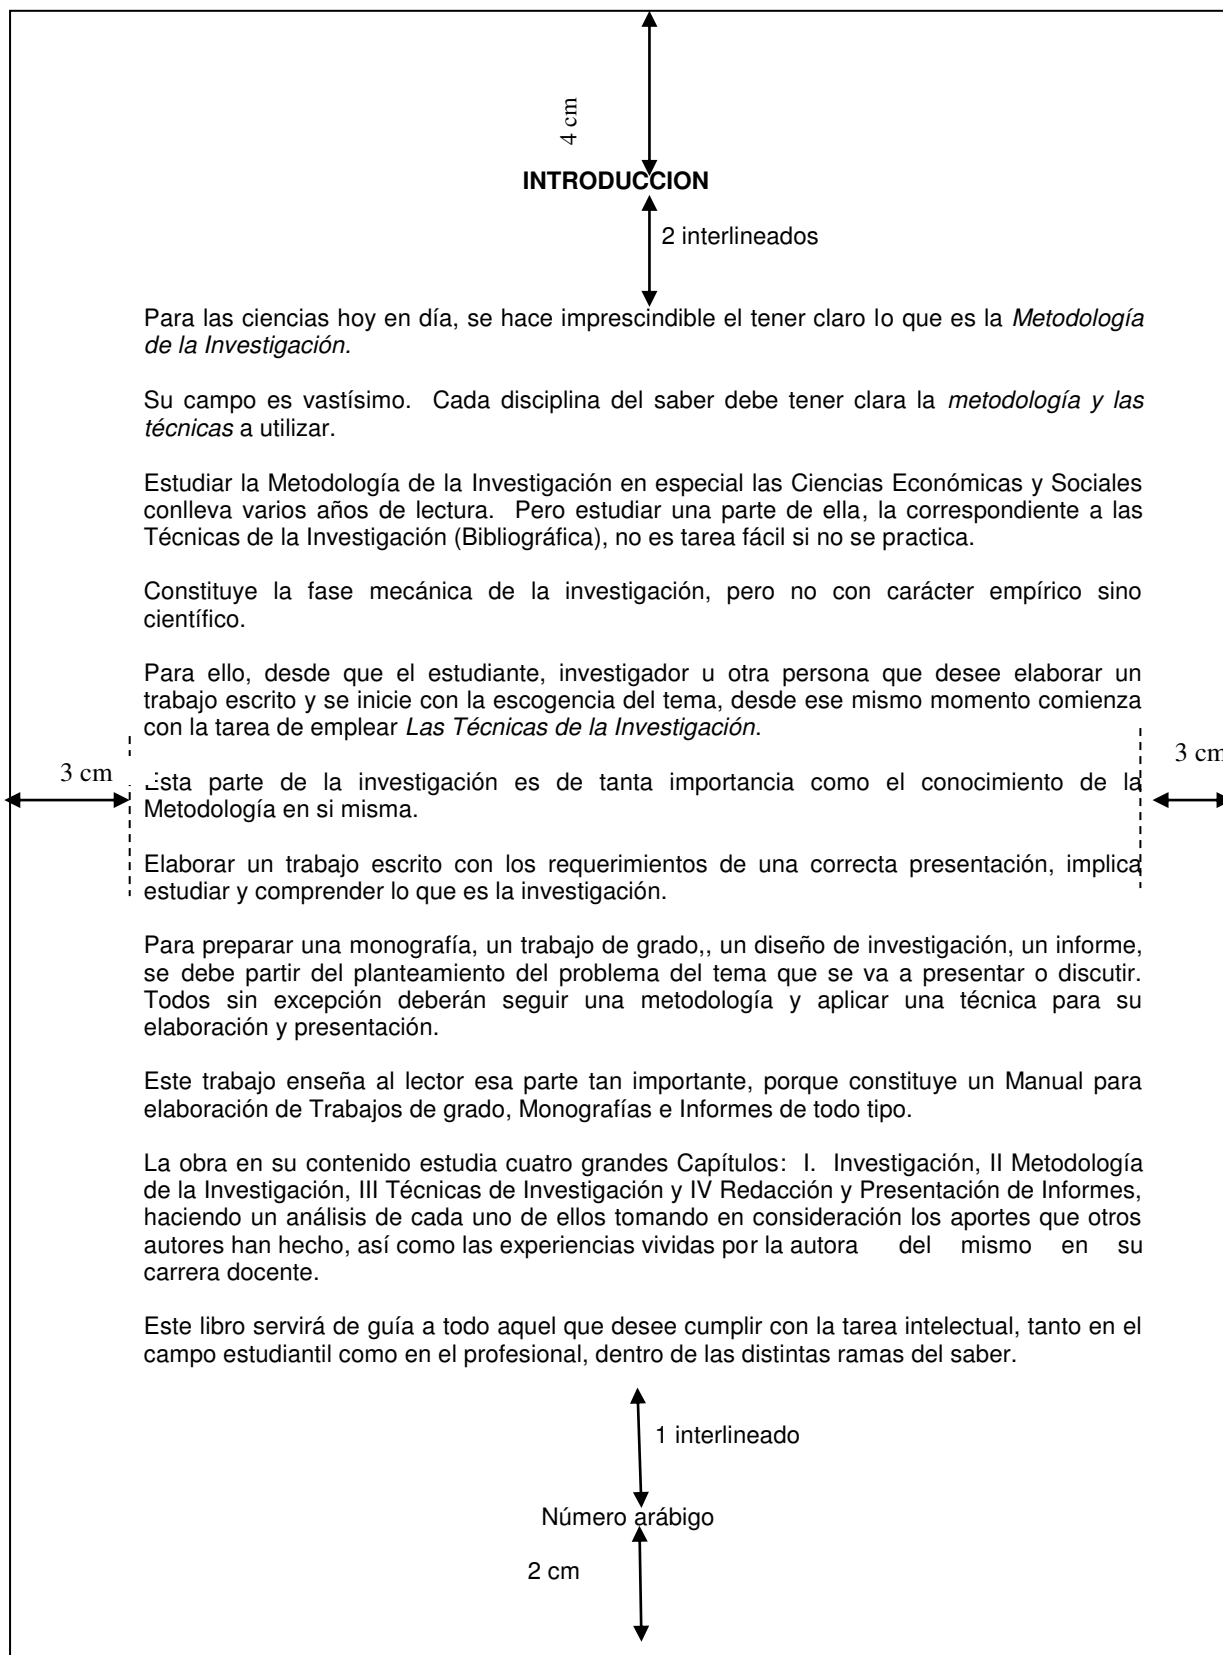 4 cm
INTRODUCCION
2 interlineados
Para las ciencias hoy en día, se hace imprescindible el tener claro lo que es la Metodología
de la Investigación.
Su campo es vastísimo. Cada disciplina del saber debe tener clara la metodología y las
técnicas a utilizar.
Estudiar la Metodología de la Investigación en especial las Ciencias Económicas y Sociales
conlleva varios años de lectura. Pero estudiar una parte de ella, la correspondiente a las
Técnicas de la Investigación (Bibliográfica), no es tarea fácil si no se practica.
Constituye la fase mecánica de la investigación, pero no con carácter empírico sino
científico.
Para ello, desde que el estudiante, investigador u otra persona que desee elaborar un
trabajo escrito y se inicie con la escogencia del tema, desde ese mismo momento comienza
con la tarea de emplear Las Técnicas de la Investigación.
3 cm
3 cm
Esta parte de la investigación es de tanta importancia como el conocimiento de la
Metodología en si misma.
Elaborar un trabajo escrito con los requerimientos de una correcta presentación, implica
estudiar y comprender lo que es la investigación.
Para preparar una monografía, un trabajo de grado,, un diseño de investigación, un informe,
se debe partir del planteamiento del problema del tema que se va a presentar o discutir.
Todos sin excepción deberán seguir una metodología y aplicar una técnica para su
elaboración y presentación.
Este trabajo enseña al lector esa parte tan importante, porque constituye un Manual para
elaboración de Trabajos de grado, Monografías e Informes de todo tipo.
La obra en su contenido estudia cuatro grandes Capítulos: I. Investigación, II Metodología
de la Investigación, III Técnicas de Investigación y IV Redacción y Presentación de Informes,
haciendo un análisis de cada uno de ellos tomando en consideración los aportes que otros
autores han hecho, así como las experiencias vividas por la autora del mismo en su
carrera docente.
Este libro servirá de guía a todo aquel que desee cumplir con la tarea intelectual, tanto en el
campo estudiantil como en el profesional, dentro de las distintas ramas del saber.
1 interlineado
Número arábigo
2 cm